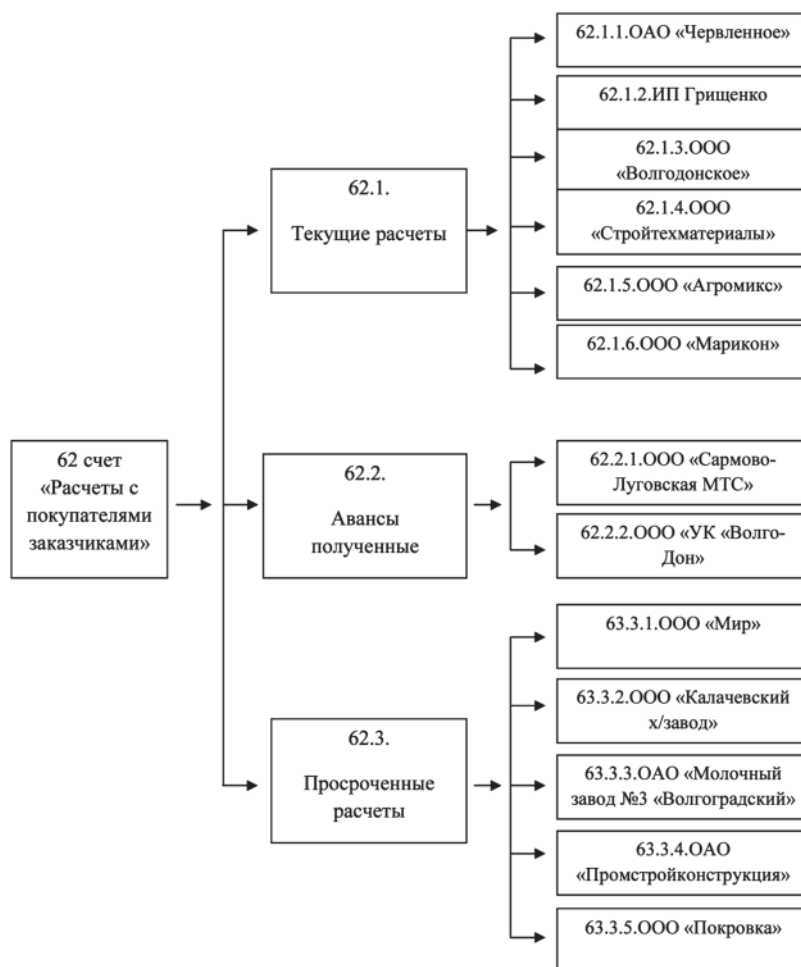 62 счет
«Расчеты с
покупателями
заказчиками»
62.1.
Текущие расчеты
62.1.1.ОАО «Червленное»
62.1.2.ИП Грищенко
62.1.3.ООО
«Волгодонское»
62.1.4.ООО
«Стройтехматериалы»
62.1.5.ООО «Агромикс»
62.1.6.ООО «Марикон»
62.2.
Авансы
полученные
62.2.1.ООО «Сармово-
Луговская МТС»
62.2.2.ООО «УК «Волго-
Дон»
62.3.
Просроченные
расчеты
63.3.1.ООО «Мир»
63.3.2.ООО «Калачевский
х/завод»
63.3.3.ОАО «Молочный
завод №3 «Волгоградский»
63.3.4.ОАО
«Промстройконструкция»
63.3.5.ООО «Покровка»